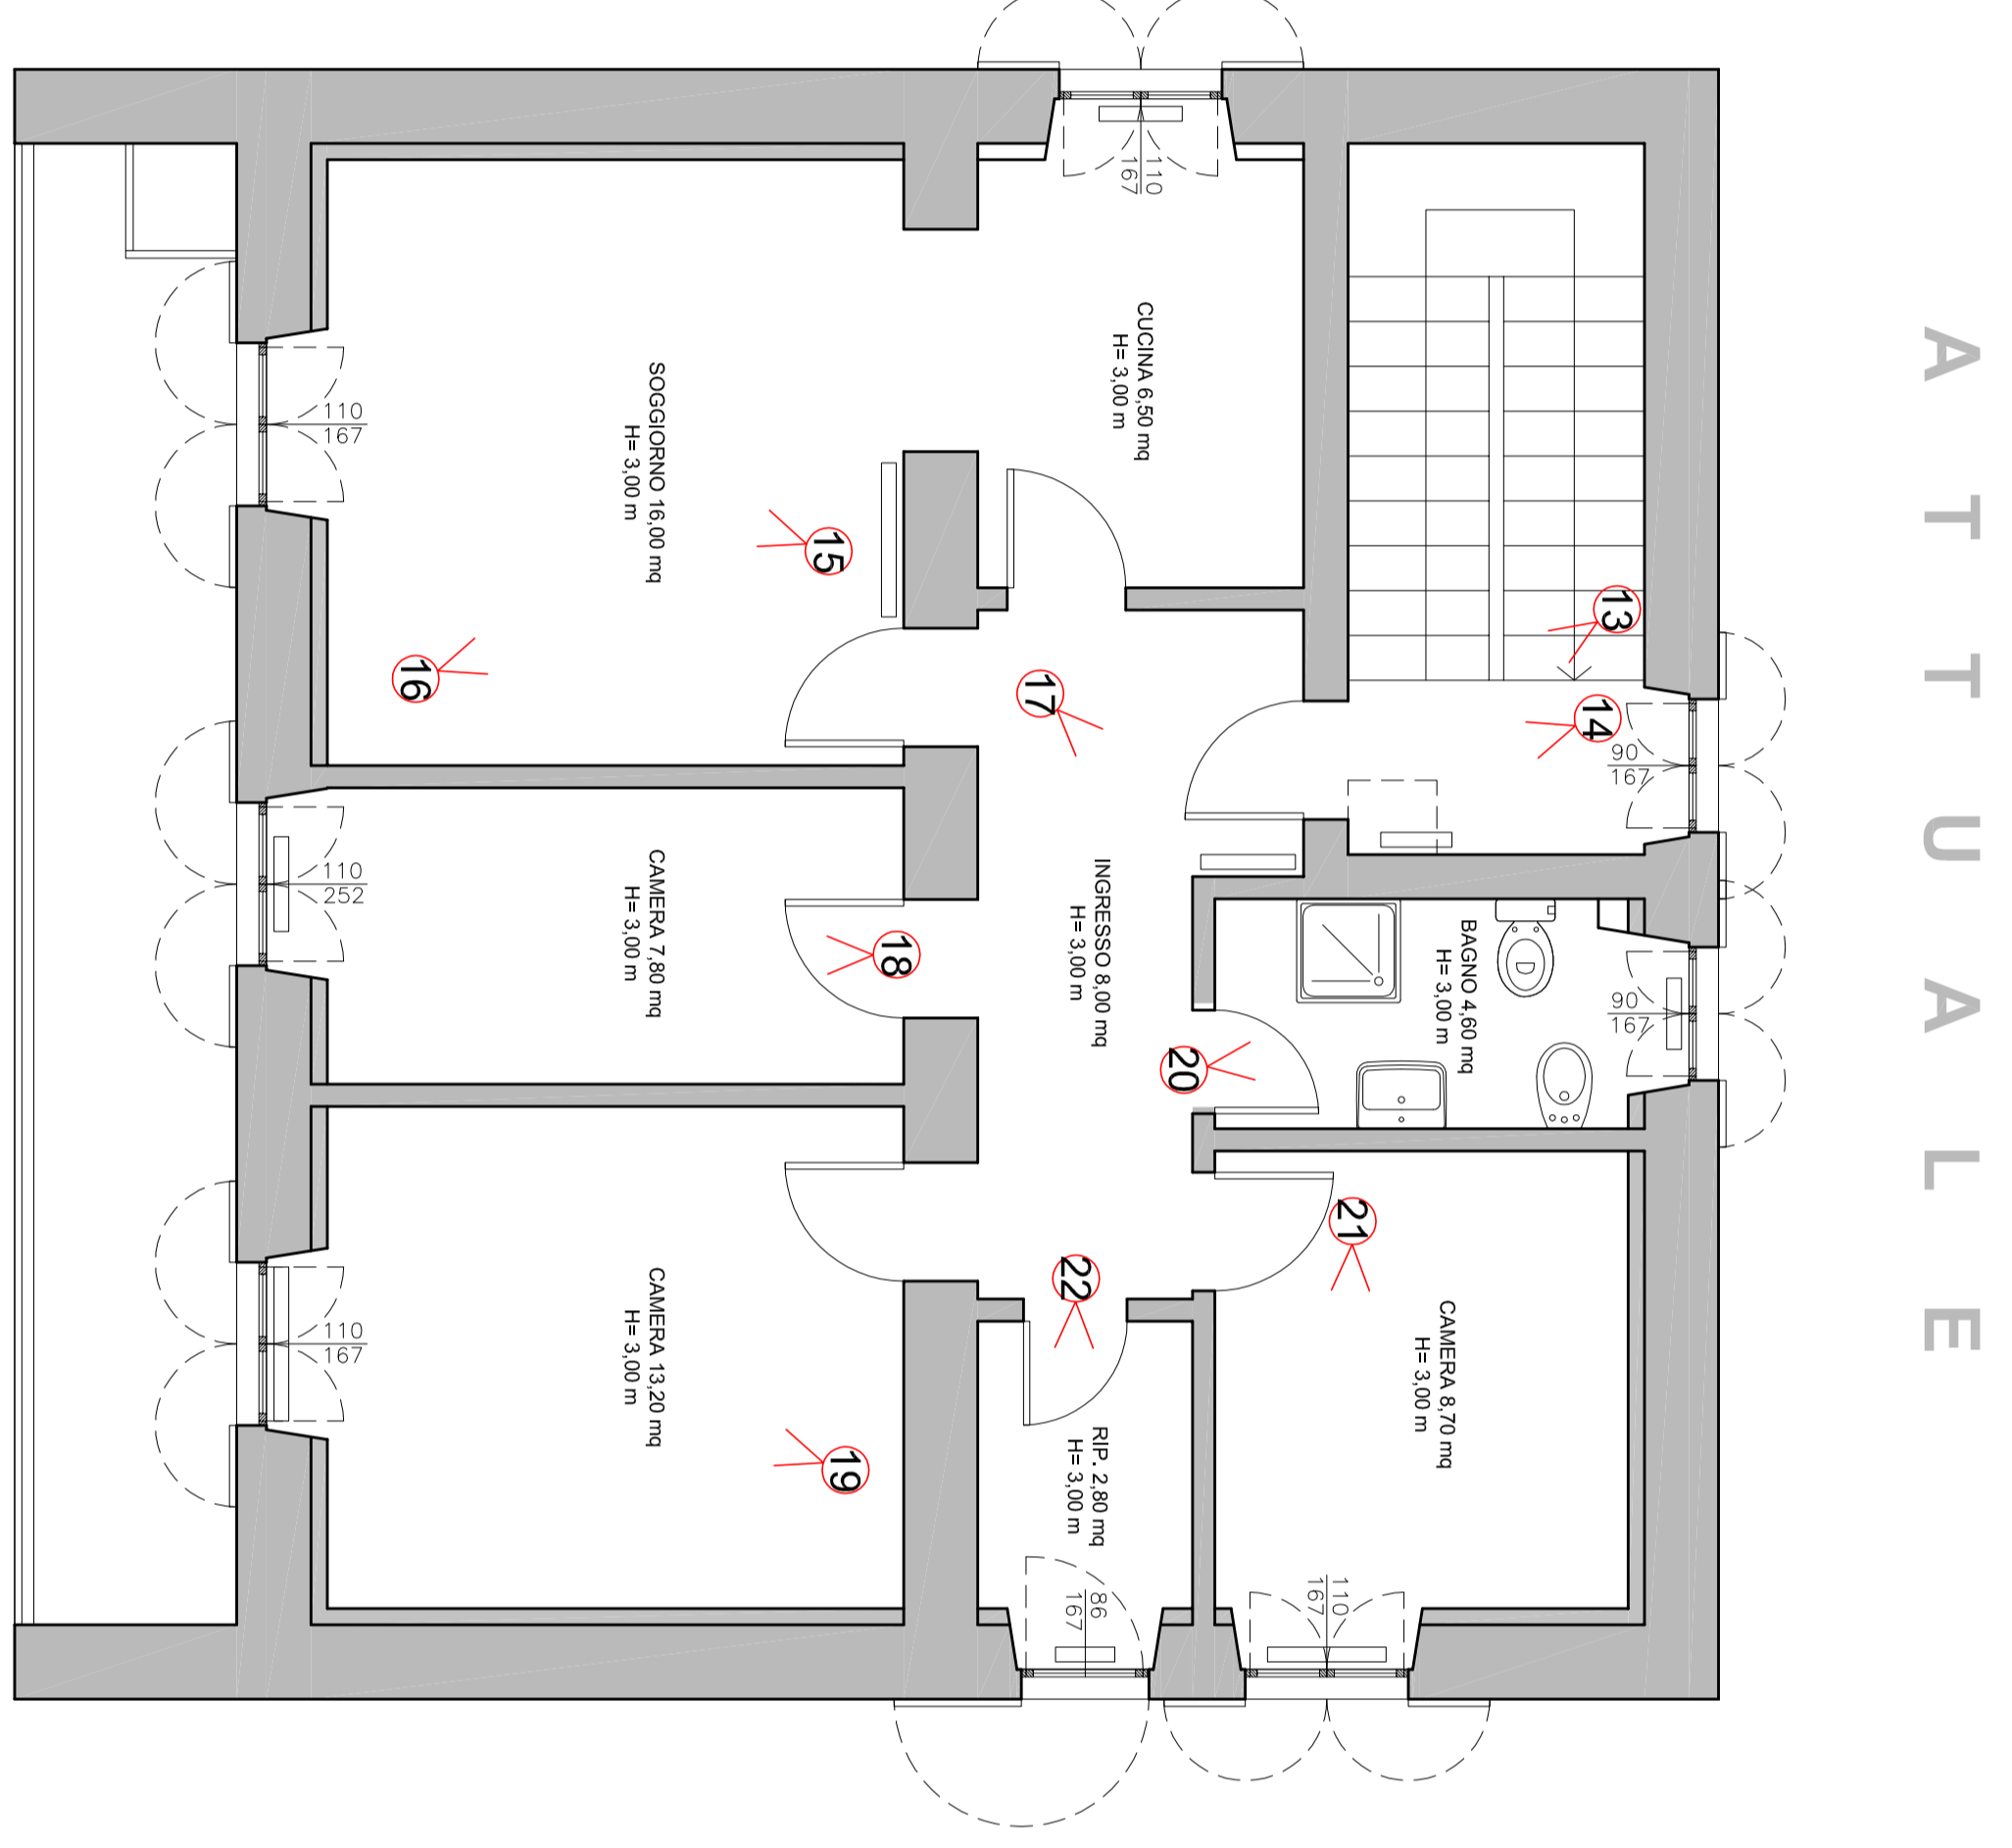 ATTUALE
110
167
CUCINA 6,50 mq
H= 3,00 m
SOGGIORNO 16,00 mq
H= 3,00 m
110
167
15
16
17
13
14
90
167
INGRESSO 8,00 mq
H= 3,00 m
CAMERA 7,80 mq
H= 3,00 m
110
252
18
BAGNO 4,60 mq
H= 3,00 m
90
167
20
21
22
CAMERA 13,20 mq
H= 3,00 m
110
167
19
CAMERA 8,70 mq
H= 3,00 m
RIP. 2,80 mq
H= 3,00 m
86
167
110
167